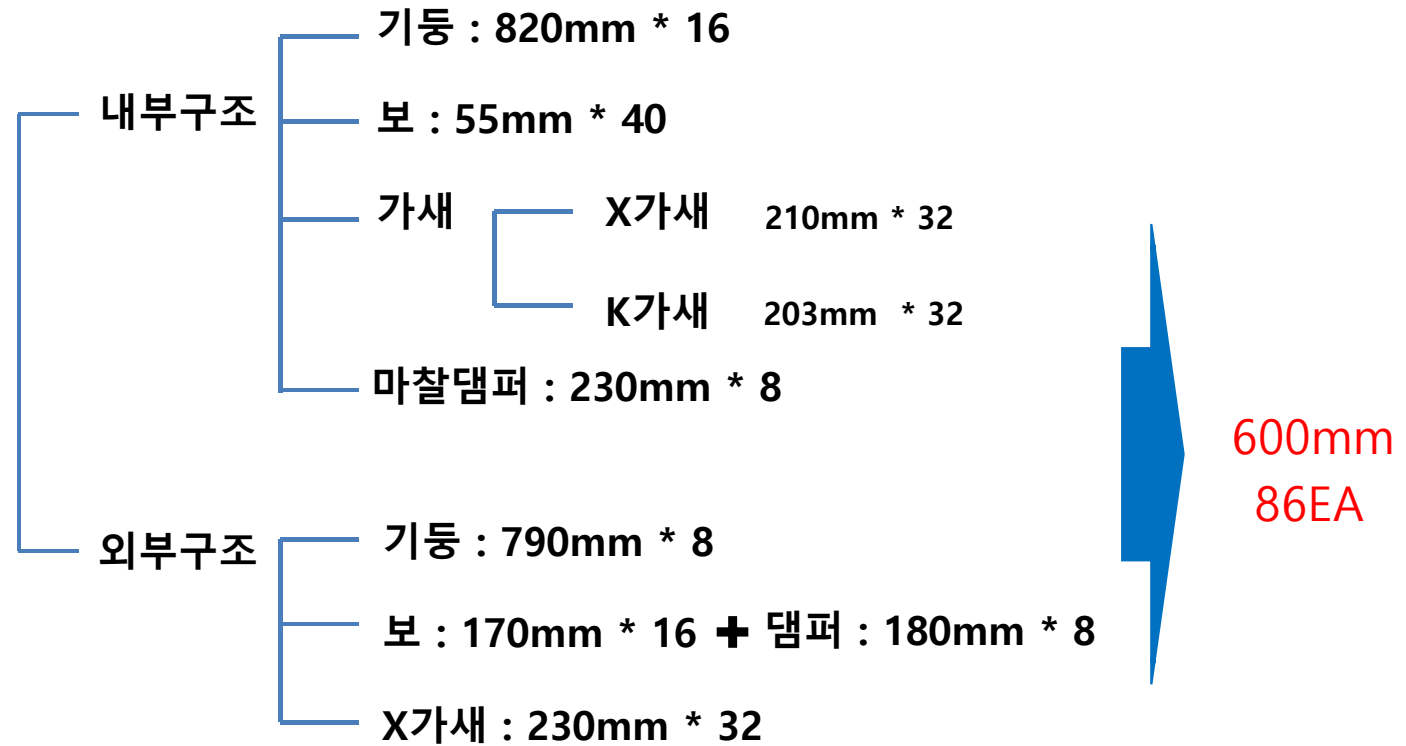 내부구조
기둥 : 820mm * 16
보 : 55mm * 40
가새
X가새 210mm * 32
K가새 203mm * 32
마찰댐퍼 : 230mm * 8
외부구조
기둥 : 790mm * 8
보 : 170mm * 16 ✚ 댐퍼 : 180mm * 8
X가새 : 230mm * 32
600mm
86EA